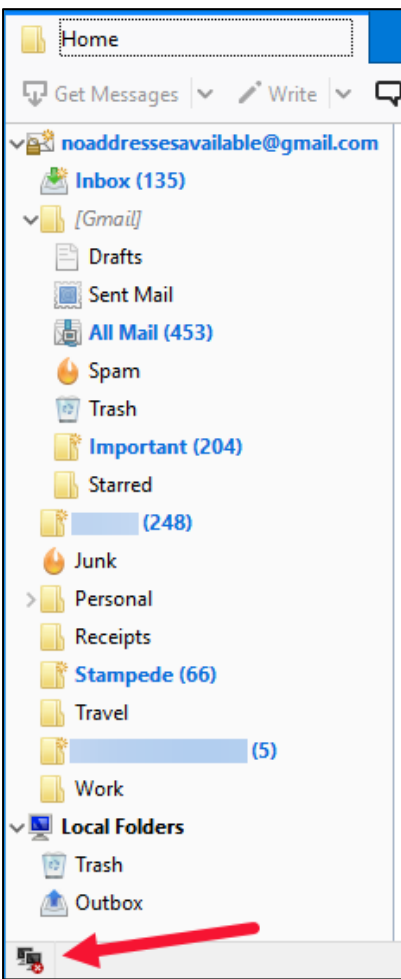 Home
Get Messages Write
noaddressesavailable@gmail.com
Inbox (135)
[Gmail]
Drafts
Sent Mail
All Mail (453)
Spam
Trash
Important (204)
Starred
(248)
Junk
Personal
Receipts
Stampede (66)
Travel
(5)
Work
Local Folders
Trash
Outbox